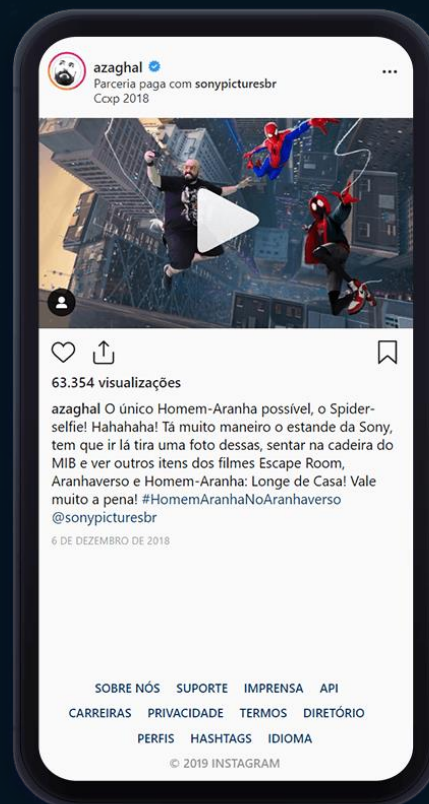 azaghal
Parceria paga com sonypicturesbr
Ccxp 2018
63.354 visualizações
azaghal O único Homem-Aranha possível, o Spider-
selfie! Hahahaha! Tá muito maneiro o estande da Sony,
tem que ir lá tira uma foto dessas, sentar na cadeira do
MIB e ver outros itens dos filmes Escape Room,
Aranhaverso e Homem-Aranha: Longe de Casa! Vale
muito a pena! #HomemAranhaNoAranhaverso
@sonypicturesbr
6 DE DEZEMBRO DE 2018
SOBRE NÓS SUPORTE IMPRENSA API
CARREIRAS PRIVACIDADE TERMOS DIRETÓRIO
PERFIS HASHTAGS IDIOMA
© 2019 INSTAGRAM